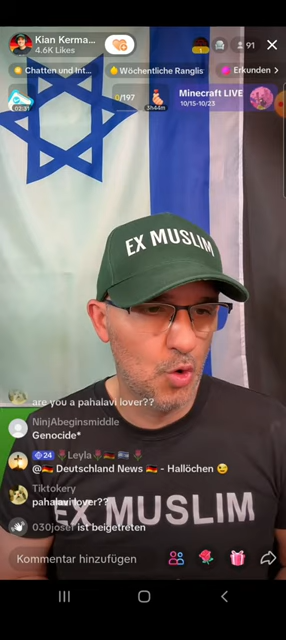 Kian Kerma...
4.6K Likes
91
Chatten und Int...
Wöchentliche Ranglis
Erkunden
02:31
0/197
3h44m
Minecraft LIVE
10/15-10/23
EX MUSLIM
are you a pahalavi lover??
NinjAbeginsmiddle
Genocide*
24 Leyla
@🇩🇪 Deutschland News 🇩🇪 - Hallöchen 😉
Tiktokery
pahalavi lover??
EX MUSLIM
030josef ist beigetreten
Kommentar hinzufügen